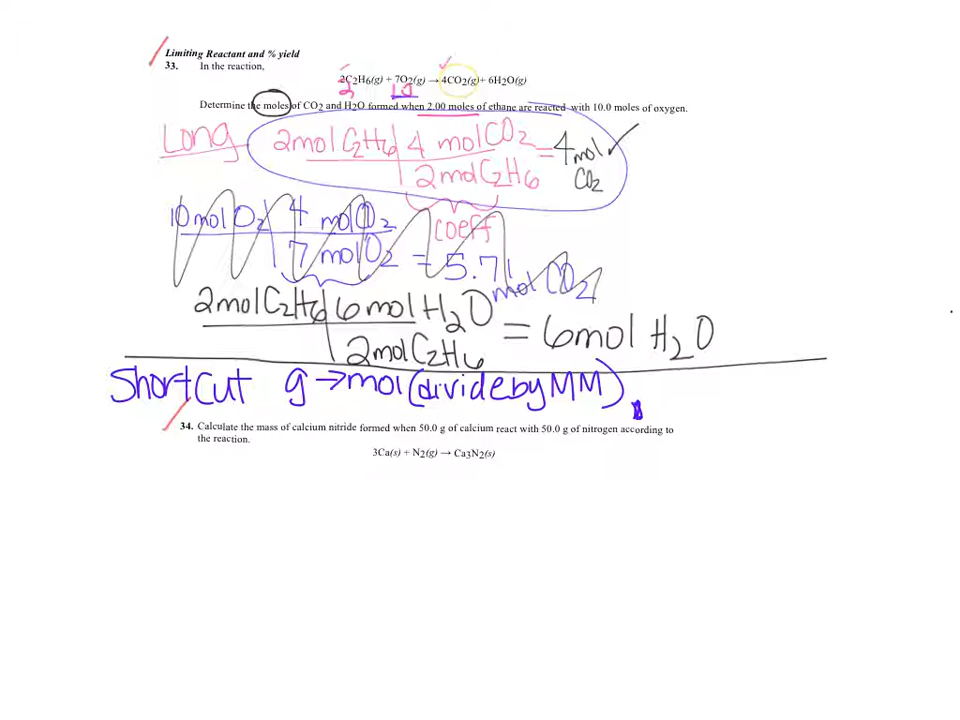 Limiting Reactant and % yield
33. In the reaction,
2C2H6(g) + 7O2(g) → 4CO2(g)+ 6H2O(g)
2 10
Determine the moles of CO2 and H2O formed when 2.00 moles of ethane are reacted with 10.0 moles of oxygen.
Long 2mol C2H6 | 4 mol CO2 = 4mol CO2
2mol C2H6
coeff
10mol O2 | 4 mol CO2 = 5.71 mol CO2
7 mol O2
2mol C2H6 | 6mol H2O = 6mol H2O
2mol C2H6
Shortcut g → mol (divide by MM)
34. Calculate the mass of calcium nitride formed when 50.0 g of calcium react with 50.0 g of nitrogen according to
the reaction.
3Ca(s) + N2(g) → Ca3N2(s)